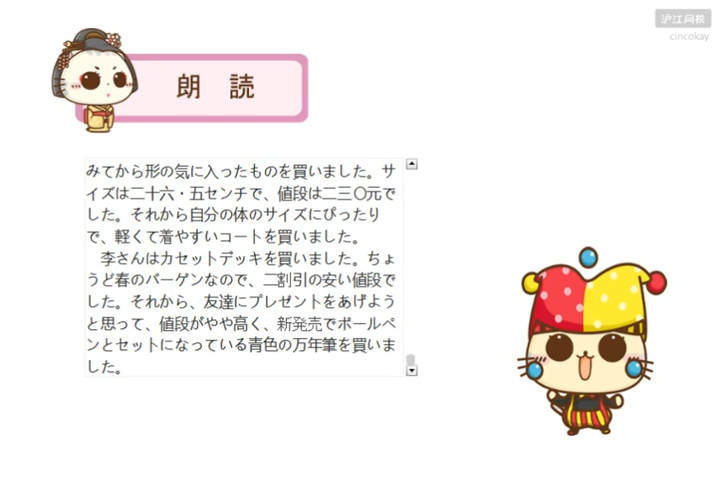 沪江网校
cincokay
朗 読
みてから形の気に入ったものを買いました。サ
イズは二十六・五センチで、値段は二三〇元で
した。それから自分の体のサイズにぴったり
で、軽くて着やすいコートを買いました。
李さんはカセットデッキを買いました。ちょ
うど春のバーゲンなので、二割引の安い値段で
した。それから、友達にプレゼントをあげよう
と思って、値段がやや高く、新発売でボールペ
ンとセットになっている青色の万年筆を買いま
した。